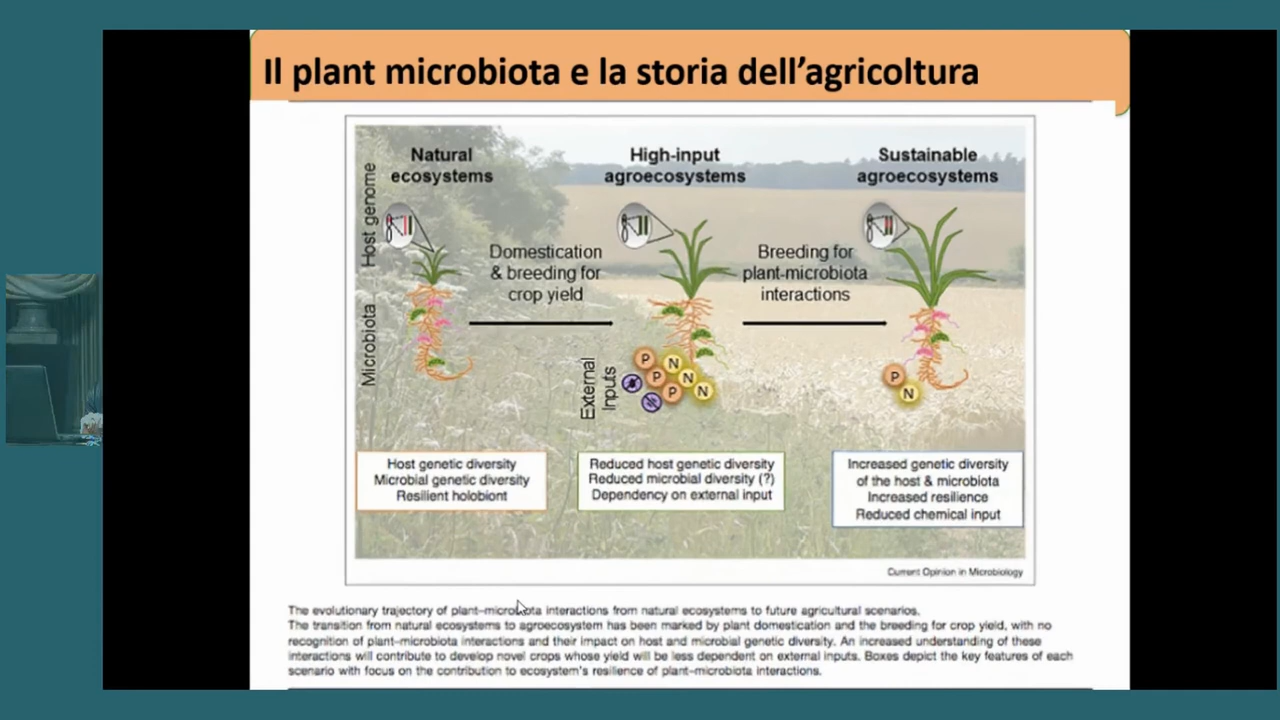 Il plant microbiota e la storia dell'agricoltura
Host genome
Microbiota
Natural
ecosystems
High-input
agroecosystems
Sustainable
agroecosystems
Domestication
& breeding for
crop yield
Breeding for
plant-microbiota
interactions
External
Inputs
P
N
P
N
P
N
P
N
Host genetic diversity
Microbial genetic diversity
Resilient holobiont
Reduced host genetic diversity
Reduced microbial diversity (?)
Dependency on external input
Increased genetic diversity
of the host & microbiota
Increased resilience
Reduced chemical input
Current Opinion in Microbiology
The evolutionary trajectory of plant–microbiota interactions from natural ecosystems to future agricultural scenarios.
The transition from natural ecosystems to agroecosystem has been marked by plant domestication and the breeding for crop yield, with no
recognition of plant–microbiota interactions and their impact on host and microbial genetic diversity. An increased understanding of these
interactions will contribute to develop novel crops whose yield will be less dependent on external inputs. Boxes depict the key features of each
scenario with focus on the contribution to ecosystem's resilience of plant–microbiota interactions.